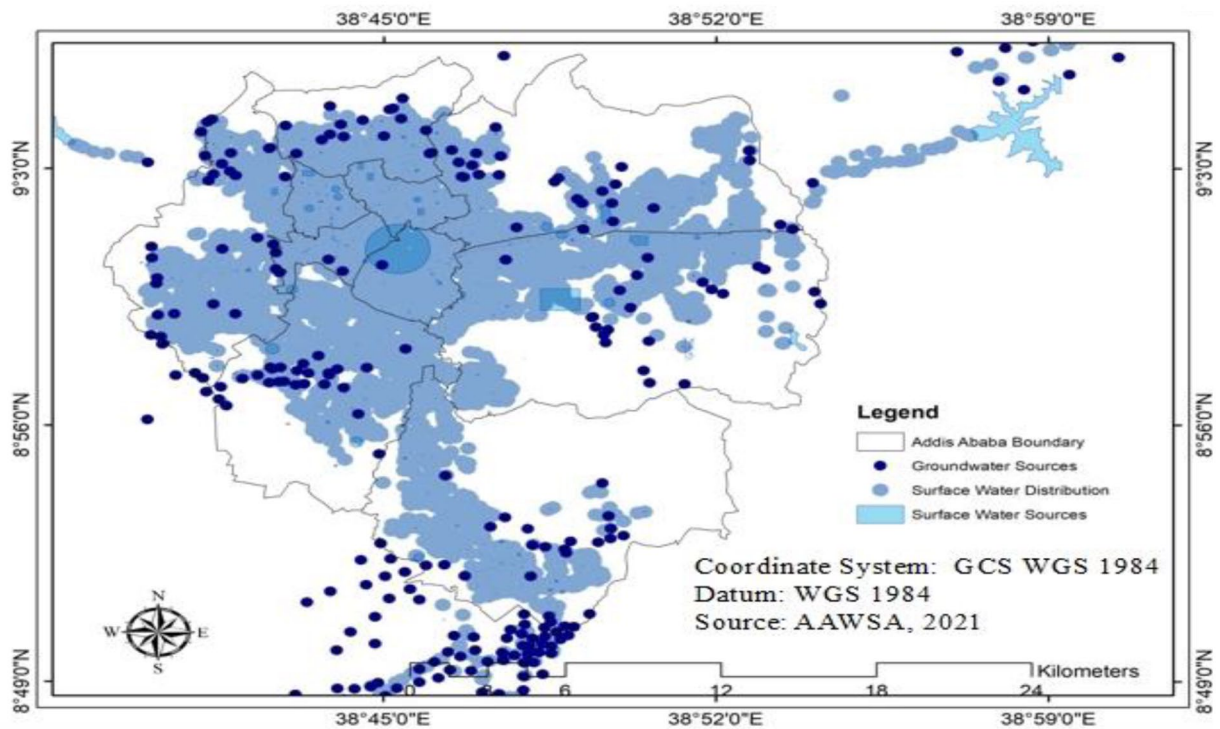 38°45'0"E 38°52'0"E 38°59'0"E
9°3'0"N 9°3'0"N
8°56'0"N 8°56'0"N
8°49'0"N 8°49'0"N
Legend
Addis Ababa Boundary
Groundwater Sources
Surface Water Distribution
Surface Water Sources
Coordinate System: GCS WGS 1984
Datum: WGS 1984
Source: AAWSA, 2021
N
W E
S
Kilometers
0 3 6 12 18 24
38°45'0"E 38°52'0"E 38°59'0"E